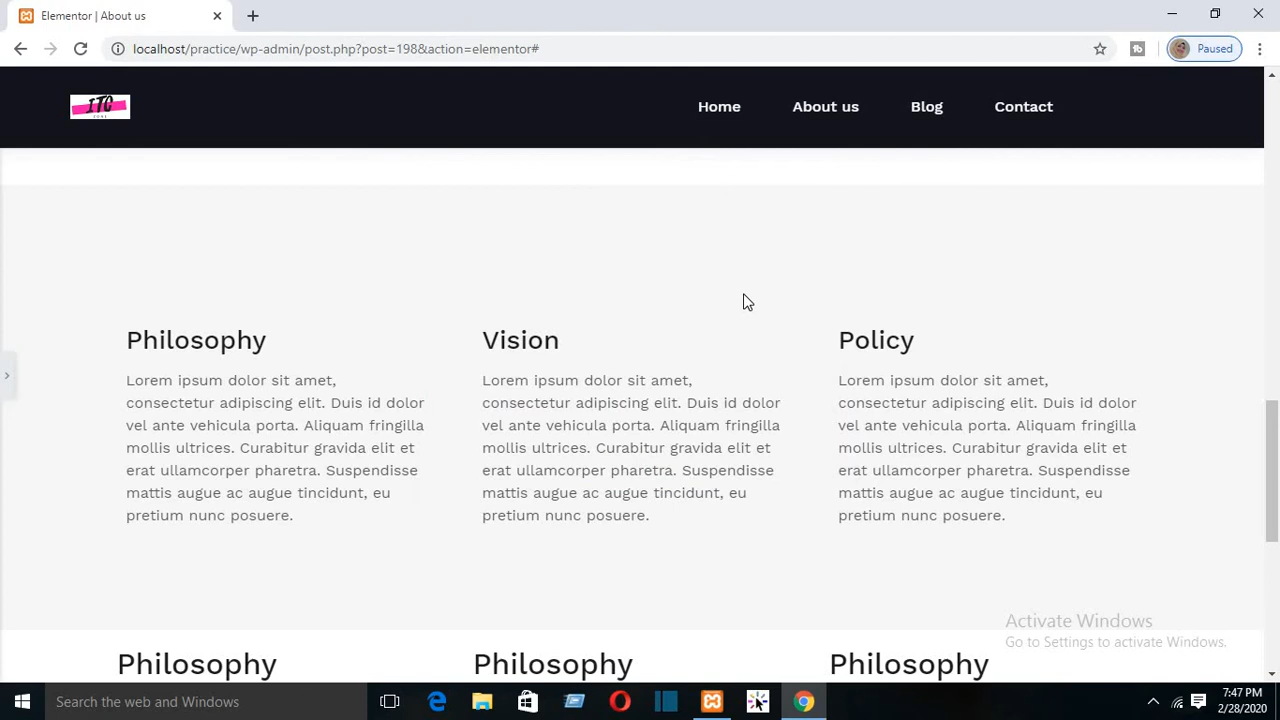 Elementor | About us
localhost/practice/wp-admin/post.php?post=198&action=elementor#
Paused
ITC
Home About us Blog Contact
Philosophy
Lorem ipsum dolor sit amet,
consectetur adipiscing elit. Duis id dolor
vel ante vehicula porta. Aliquam fringilla
mollis ultrices. Curabitur gravida elit et
erat ullamcorper pharetra. Suspendisse
mattis augue ac augue tincidunt, eu
pretium nunc posuere.
Vision
Lorem ipsum dolor sit amet,
consectetur adipiscing elit. Duis id dolor
vel ante vehicula porta. Aliquam fringilla
mollis ultrices. Curabitur gravida elit et
erat ullamcorper pharetra. Suspendisse
mattis augue ac augue tincidunt, eu
pretium nunc posuere.
Policy
Lorem ipsum dolor sit amet,
consectetur adipiscing elit. Duis id dolor
vel ante vehicula porta. Aliquam fringilla
mollis ultrices. Curabitur gravida elit et
erat ullamcorper pharetra. Suspendisse
mattis augue ac augue tincidunt, eu
pretium nunc posuere.
Activate Windows
Go to Settings to activate Windows.
Philosophy Philosophy Philosophy
Search the web and Windows
7:47 PM
2/28/2020